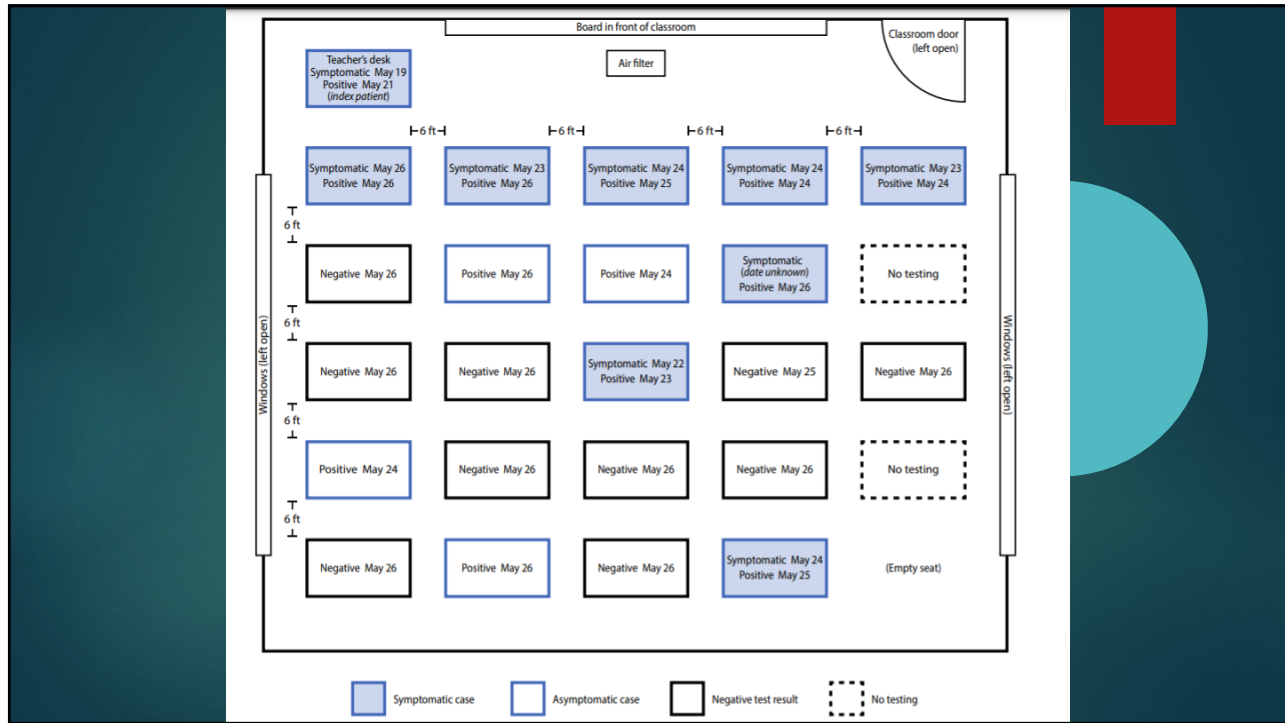 Board in front of classroom
Classroom door
(left open)
Teacher's desk
Symptomatic May 19
Positive May 21
(index patient)
Air filter
6 ft
6 ft
6 ft
6 ft
Symptomatic May 26
Positive May 26
Symptomatic May 23
Positive May 26
Symptomatic May 24
Positive May 25
Symptomatic May 24
Positive May 24
Symptomatic May 23
Positive May 24
6 ft
Negative May 26
Positive May 26
Positive May 24
Symptomatic
(date unknown)
Positive May 26
No testing
6 ft
Windows (left open)
Windows (left open)
Negative May 26
Negative May 26
Symptomatic May 22
Positive May 23
Negative May 25
Negative May 26
6 ft
Positive May 24
Negative May 26
Negative May 26
Negative May 26
No testing
6 ft
Negative May 26
Positive May 26
Negative May 26
Symptomatic May 24
Positive May 25
(Empty seat)
Symptomatic case
Asymptomatic case
Negative test result
No testing